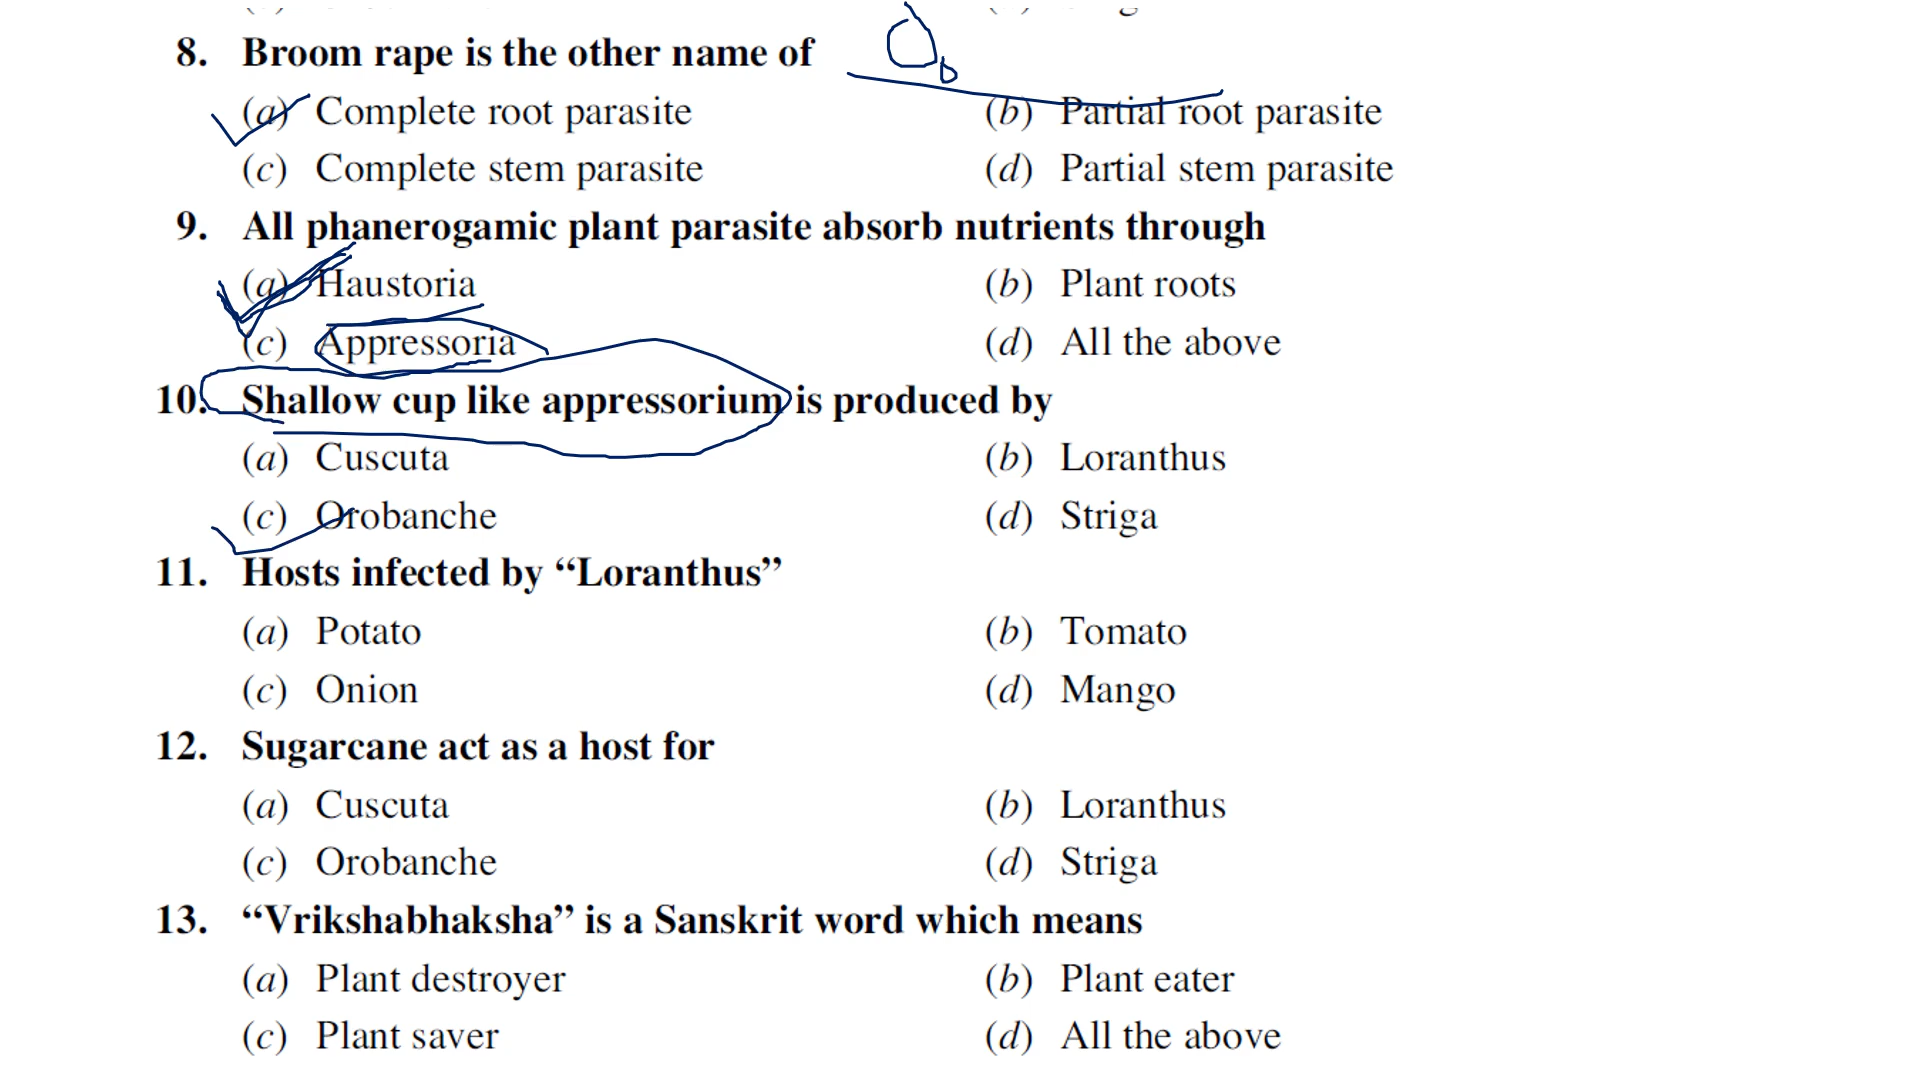 8. Broom rape is the other name of
(a) Complete root parasite (b) Partial root parasite
(c) Complete stem parasite (d) Partial stem parasite
9. All phanerogamic plant parasite absorb nutrients through
(a) Haustoria (b) Plant roots
(c) Appressoria (d) All the above
10. Shallow cup like appressorium is produced by
(a) Cuscuta (b) Loranthus
(c) Orobanche (d) Striga
11. Hosts infected by “Loranthus”
(a) Potato (b) Tomato
(c) Onion (d) Mango
12. Sugarcane act as a host for
(a) Cuscuta (b) Loranthus
(c) Orobanche (d) Striga
13. “Vrikshabhaksha” is a Sanskrit word which means
(a) Plant destroyer (b) Plant eater
(c) Plant saver (d) All the above